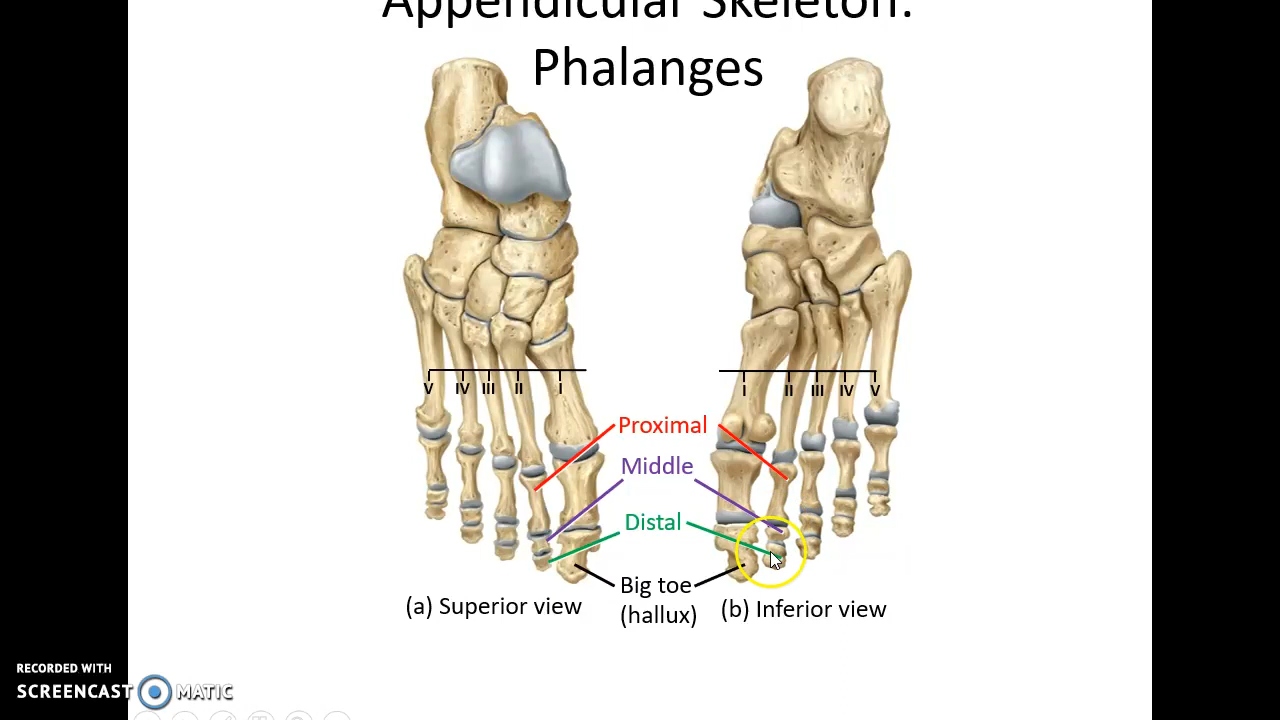 Appendicular Skeleton:
Phalanges
V IV III II I
I II III IV V
Proximal
Middle
Distal
Big toe
(hallux)
(a) Superior view
(b) Inferior view
RECORDED WITH
SCREENCAST MATIC